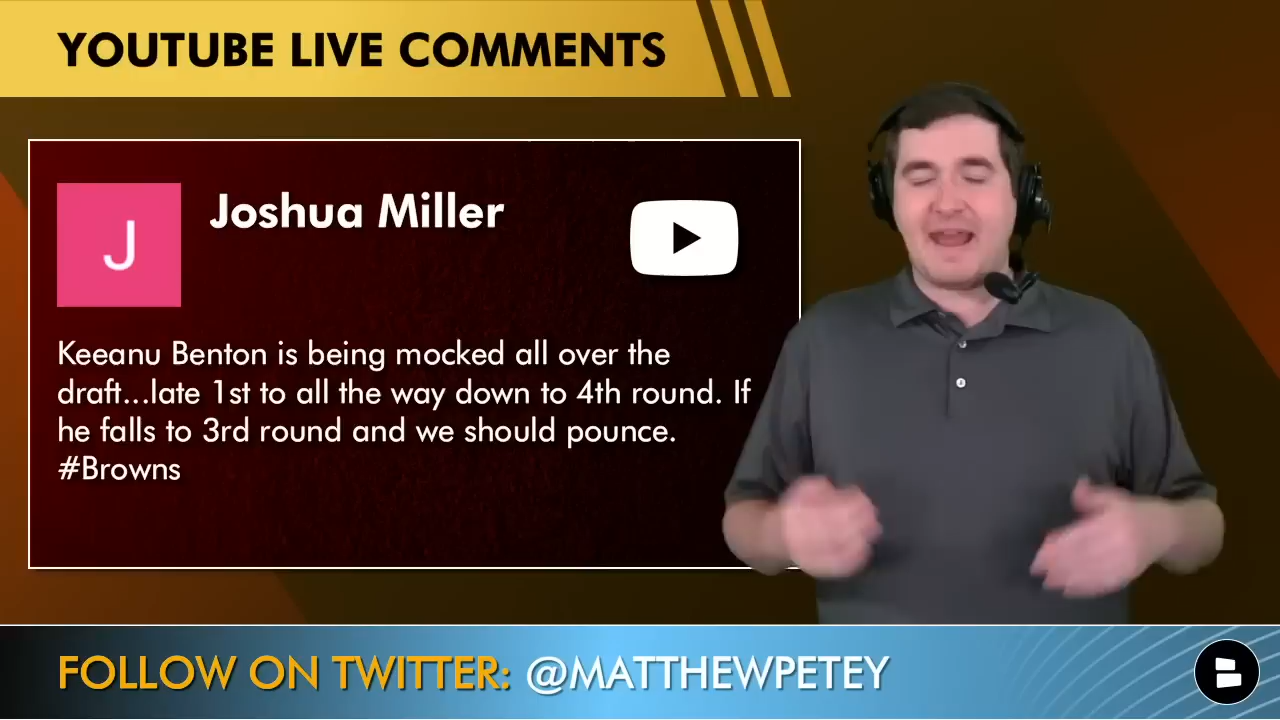 YOUTUBE LIVE COMMENTS
J
Joshua Miller
Keeanu Benton is being mocked all over the
draft...late 1st to all the way down to 4th round. If
he falls to 3rd round and we should pounce.
#Browns
FOLLOW ON TWITTER: @MATTHEWPETEY